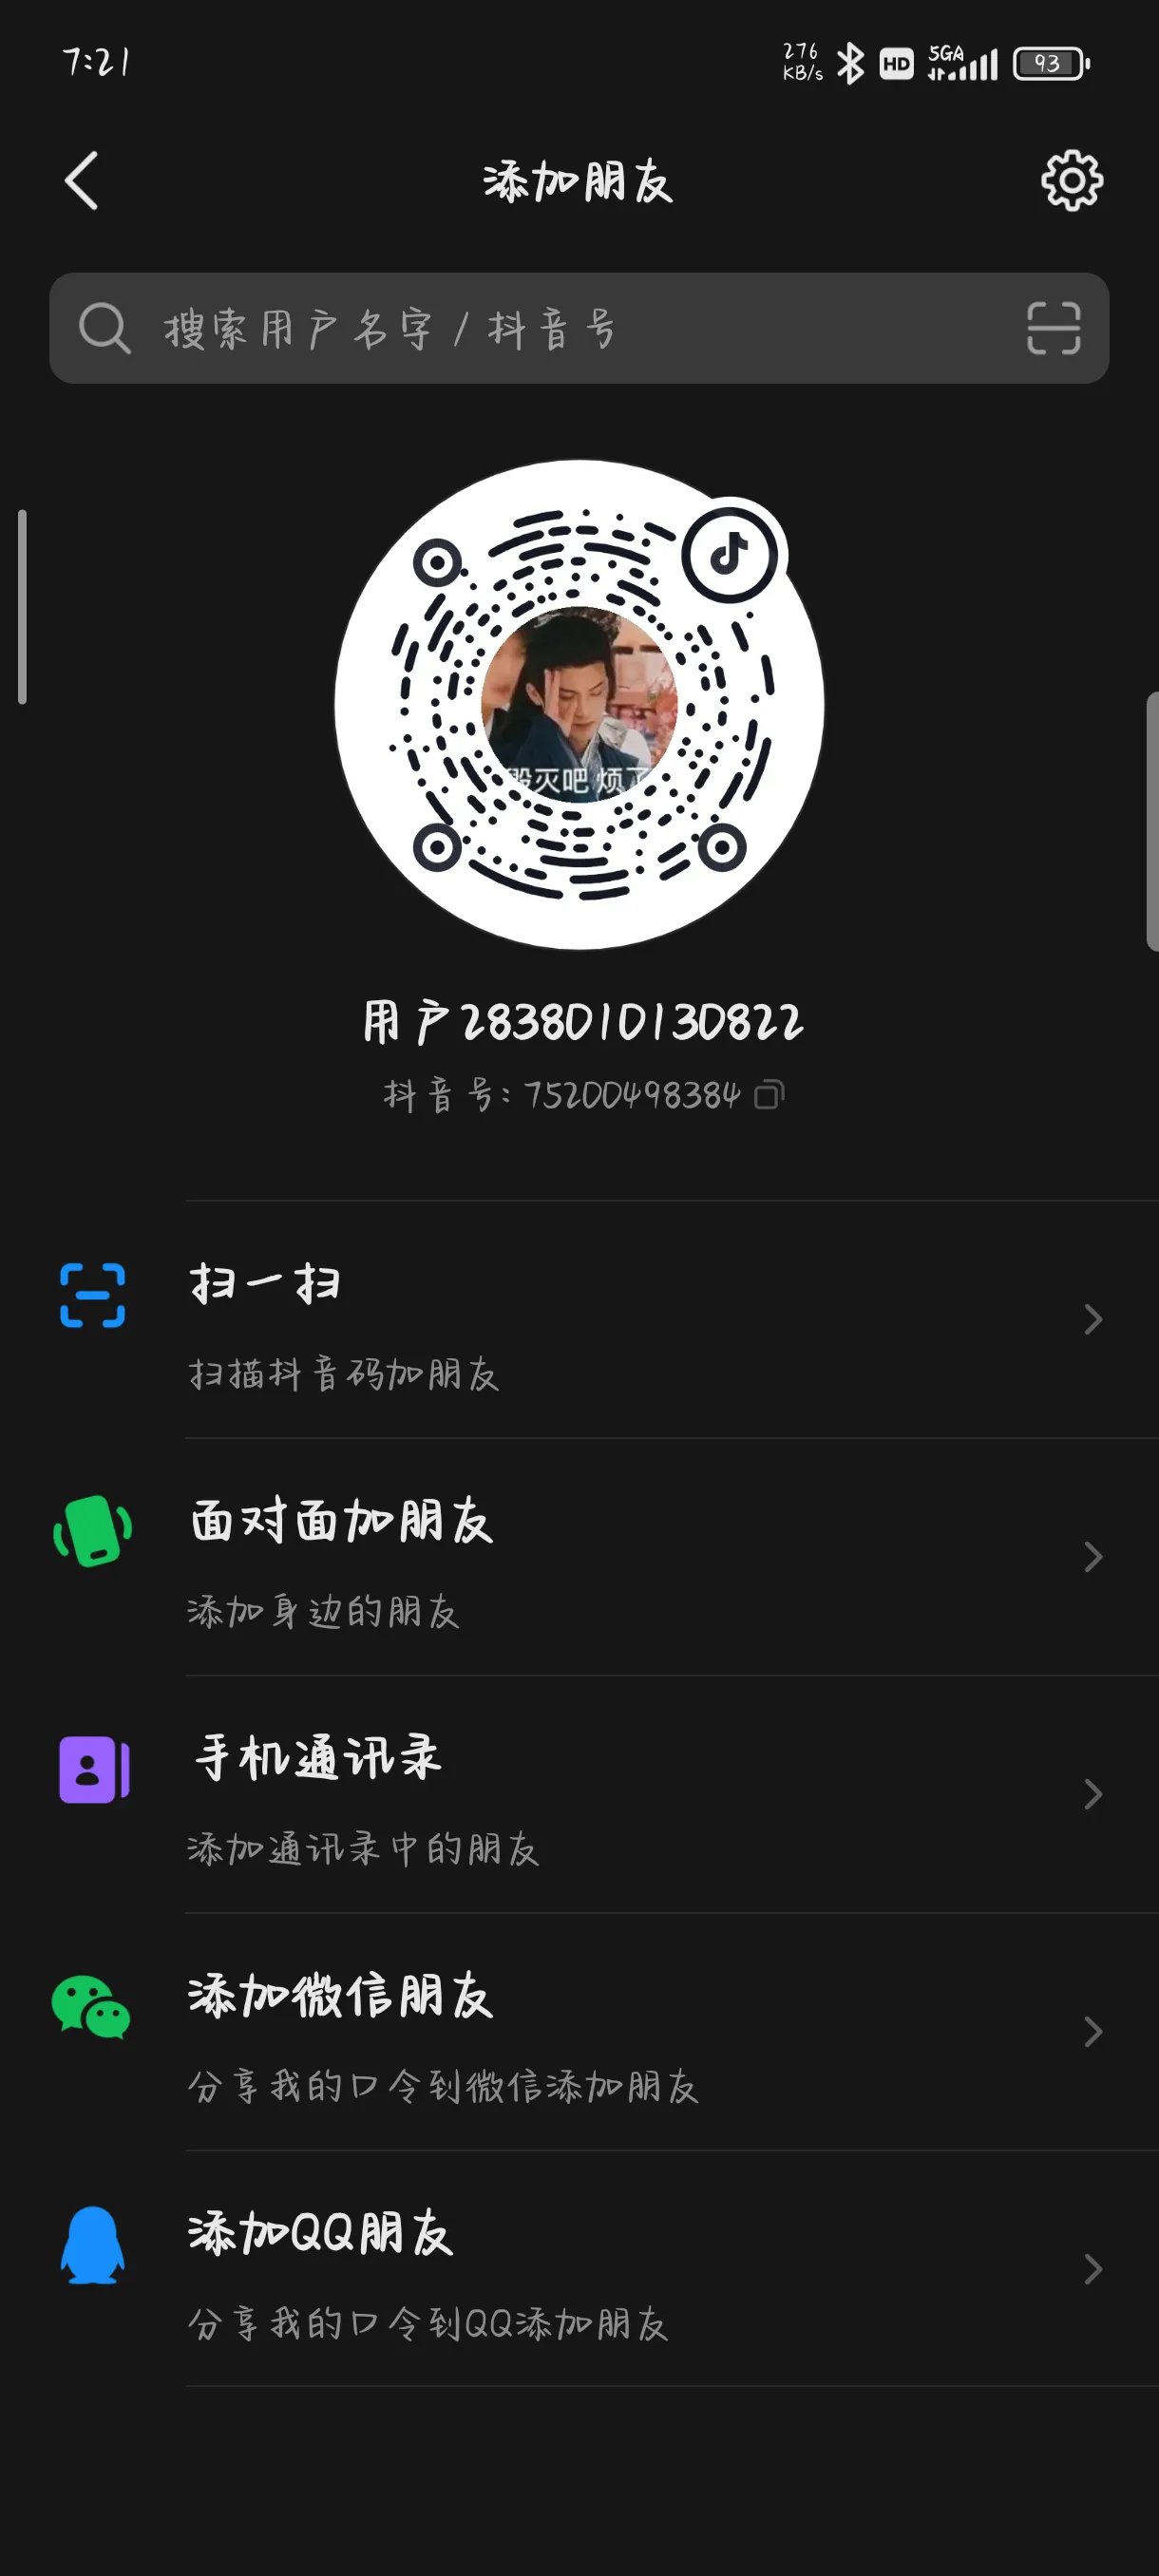 7:21
276
KB/s
HD
5GA
93
添加朋友
搜索用户名字 / 抖音号
毁灭吧 烦了
用户2838010130822
抖音号: 75200498384
扫一扫
扫描抖音码加朋友
面对面加朋友
添加身边的朋友
手机通讯录
添加通讯录中的朋友
添加微信朋友
分享我的口令到微信添加朋友
添加QQ朋友
分享我的口令到QQ添加朋友